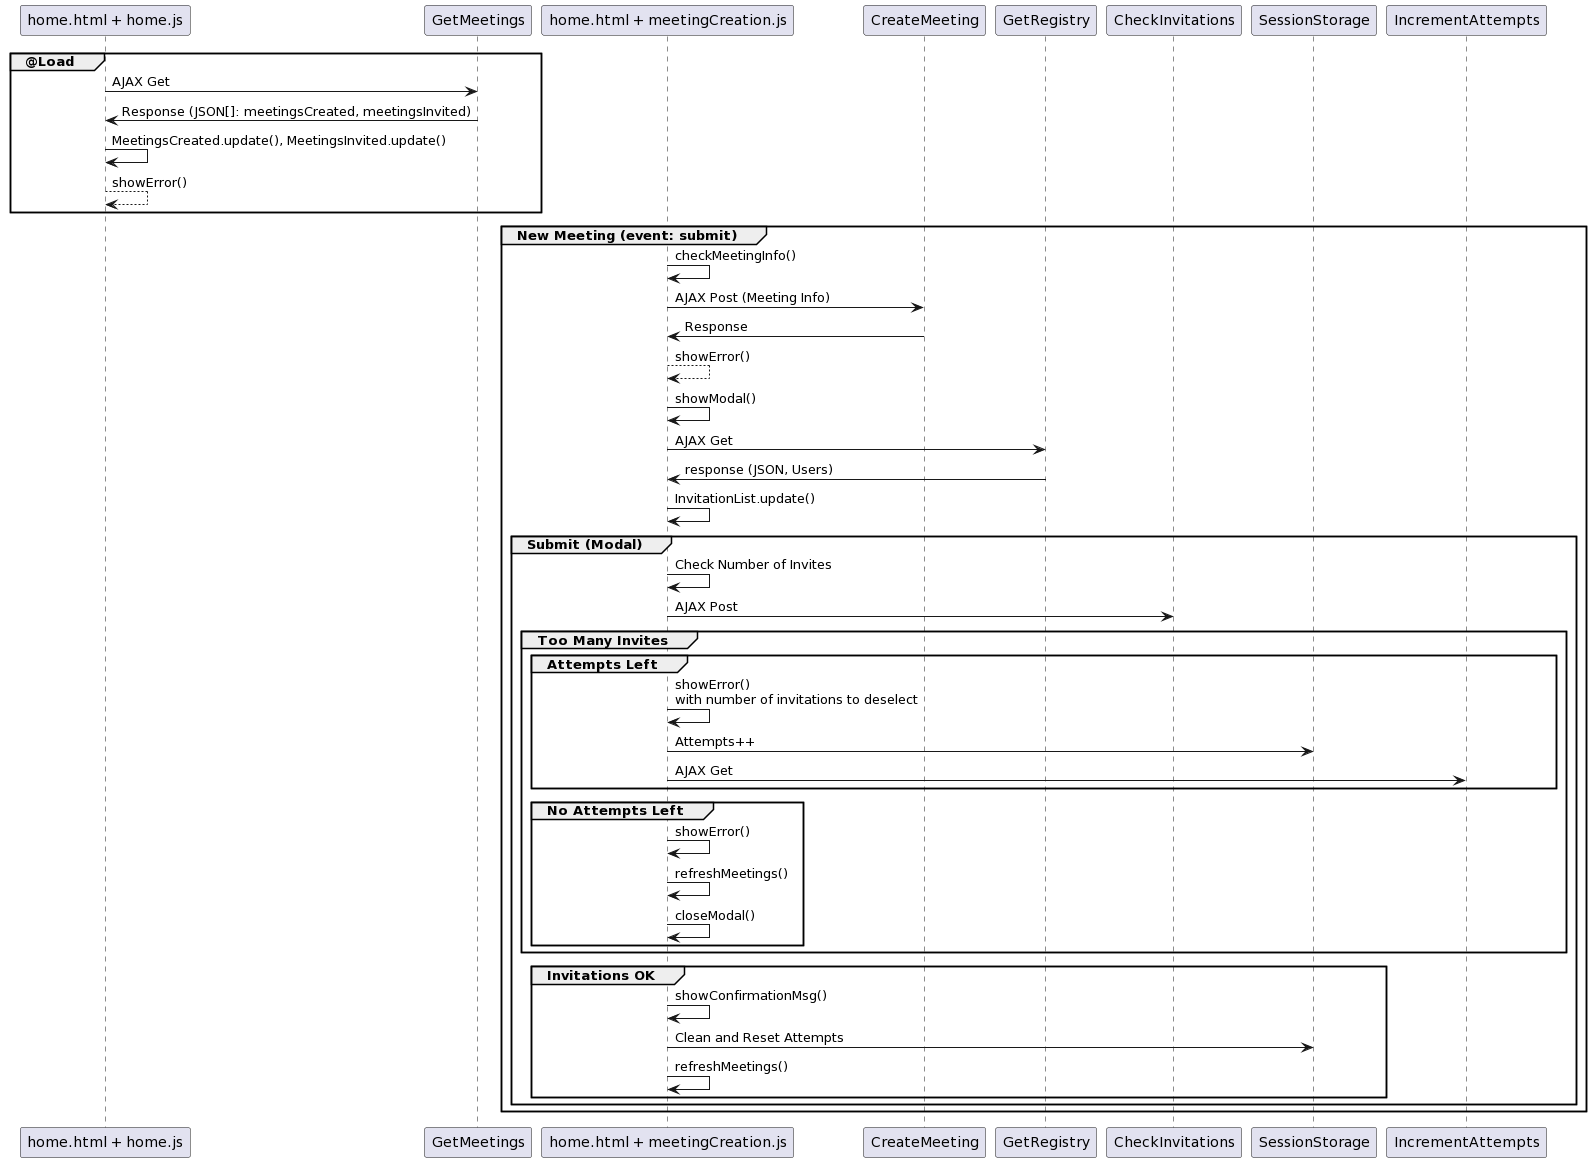 home.html + home.js
GetMeetings
home.html + meetingCreation.js
CreateMeeting
GetRegistry
CheckInvitations
SessionStorage
IncrementAttempts
@Load
AJAX Get
Response (JSON[]: meetingsCreated, meetingsInvited)
MeetingsCreated.update(), MeetingsInvited.update()
showError()
New Meeting (event: submit)
checkMeetingInfo()
AJAX Post (Meeting Info)
Response
showError()
showModal()
AJAX Get
response (JSON, Users)
InvitationList.update()
Submit (Modal)
Check Number of Invites
AJAX Post
Too Many Invites
Attempts Left
showError()
with number of invitations to deselect
Attempts++
AJAX Get
No Attempts Left
showError()
refreshMeetings()
closeModal()
Invitations OK
showConfirmationMsg()
Clean and Reset Attempts
refreshMeetings()
home.html + home.js
GetMeetings
home.html + meetingCreation.js
CreateMeeting
GetRegistry
CheckInvitations
SessionStorage
IncrementAttempts